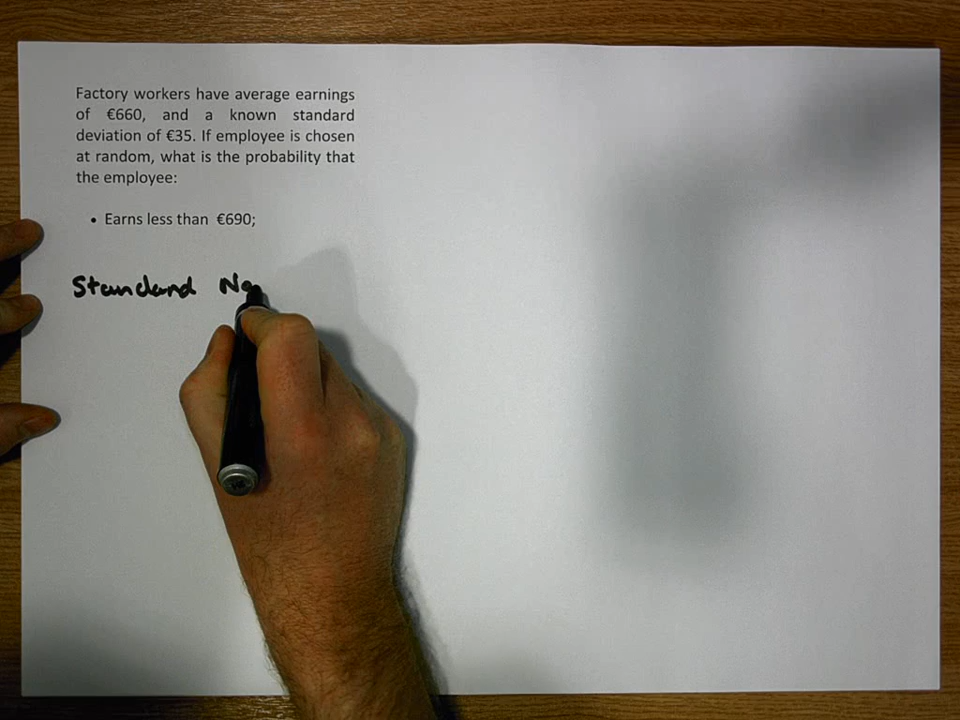 Factory workers have average earnings
of €660, and a known standard
deviation of €35. If employee is chosen
at random, what is the probability that
the employee:
• Earns less than €690;
Standard No